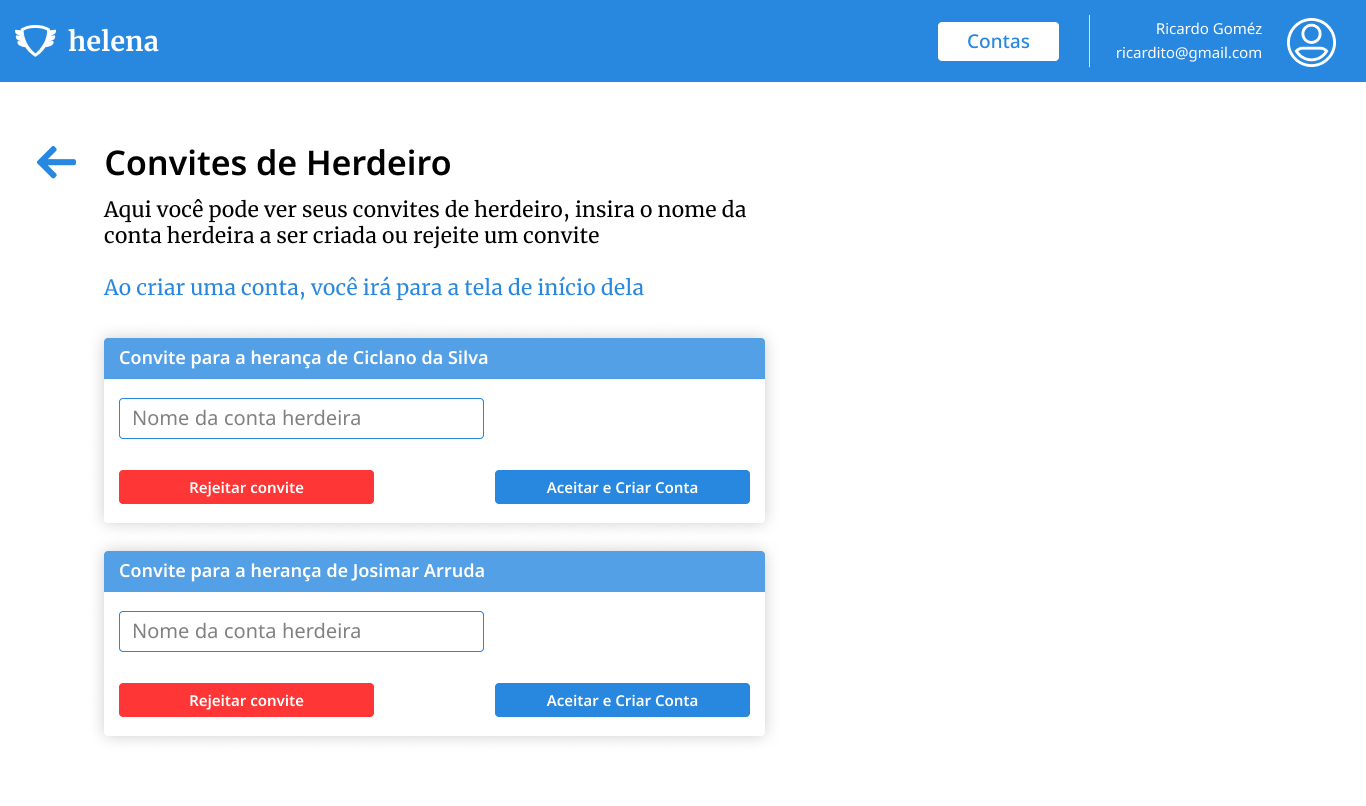 helena
Contas
Ricardo Goméz
ricardito@gmail.com
Convites de Herdeiro
Aqui você pode ver seus convites de herdeiro, insira o nome da
conta herdeira a ser criada ou rejeite um convite
Ao criar uma conta, você irá para a tela de início dela
Convite para a herança de Ciclano da Silva
Nome da conta herdeira
Rejeitar convite
Aceitar e Criar Conta
Convite para a herança de Josimar Arruda
Nome da conta herdeira
Rejeitar convite
Aceitar e Criar Conta